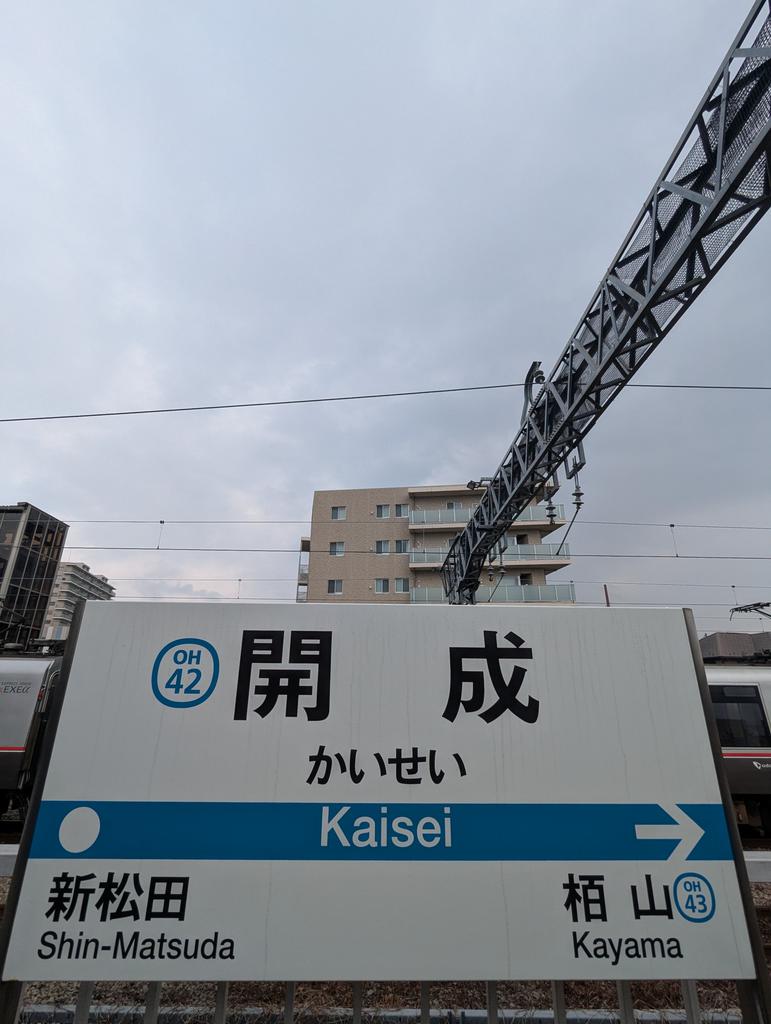 EXEα
OH
42
開成
かいせい
Kaisei
新松田
Shin-Matsuda
栢山
OH
43
Kayama